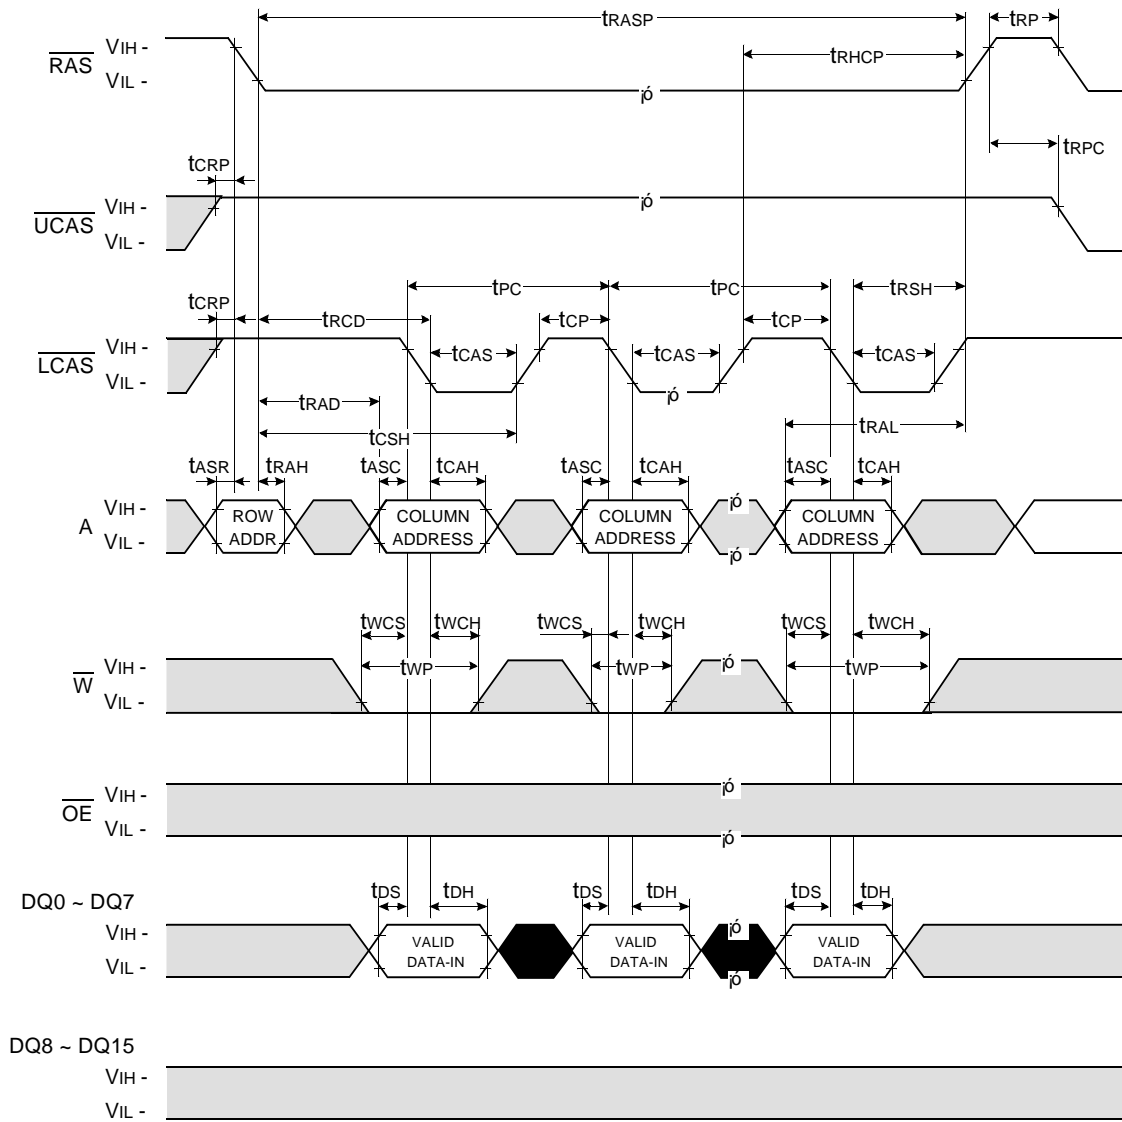 tRASP tRP
RAS VIH - tRHCP
VIL -
¡ó
tCRP tRPC
UCAS VIH - ¡ó
VIL -
tCRP tPC tPC tRSH
tRCD tCP tCP
LCAS VIH - tCAS tCAS tCAS
VIL - ¡ó
tRAD
tCSH tRAL
tASR tRAH tASC tCAH tASC tCAH tASC tCAH
A VIH - ROW COLUMN COLUMN ¡ó COLUMN
VIL - ADDR ADDRESS ADDRESS ¡ó ADDRESS
tWCS tWCH tWCS tWCH tWCS tWCH
W VIH - tWP tWP ¡ó tWP
VIL -
OE VIH - ¡ó
VIL - ¡ó
tDS tDH tDS tDH tDS tDH
DQ0 ~ DQ7
VIH - VALID VALID ¡ó VALID
VIL - DATA-IN DATA-IN ¡ó DATA-IN
DQ8 ~ DQ15
VIH -
VIL -